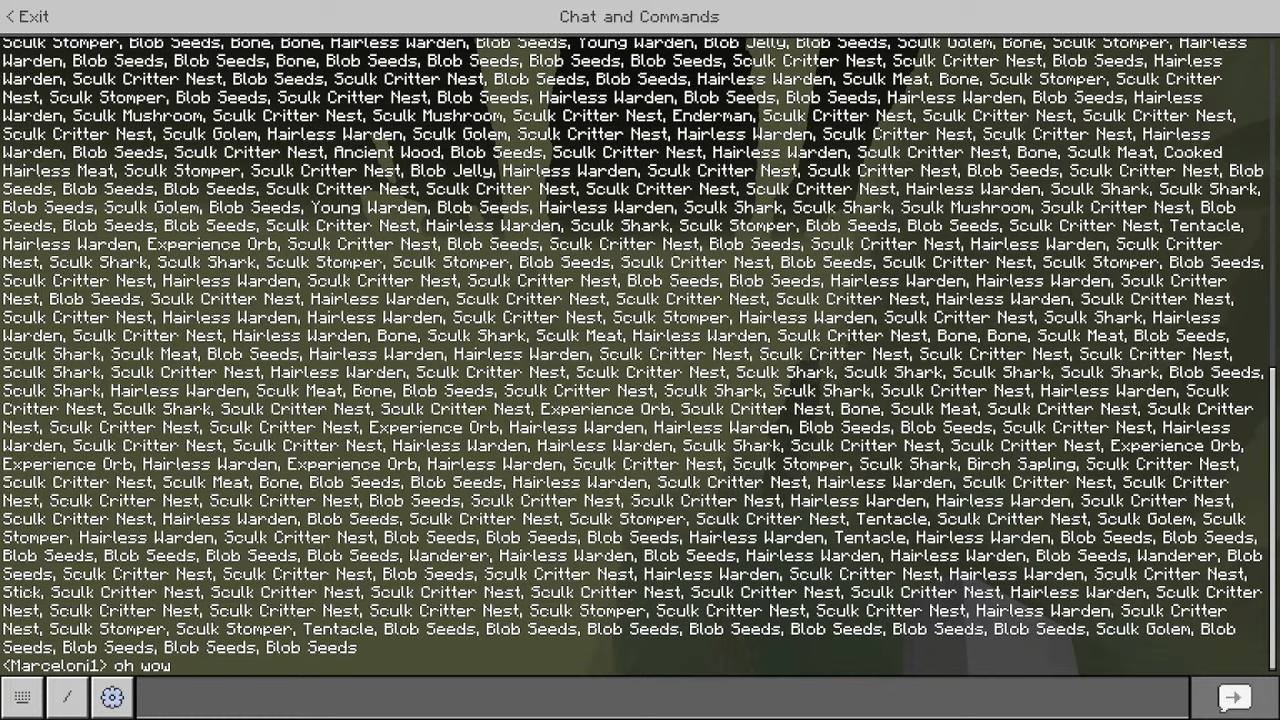 < Exit
Chat and Commands
Sculk Stomper, Blob Seeds, Bone, Bone, Hairless Warden, Blob Seeds, Young Warden, Blob Jelly, Blob Seeds, Sculk Golem, Bone, Sculk Stomper, Hairless
Warden, Blob Seeds, Blob Seeds, Bone, Blob Seeds, Blob Seeds, Blob Seeds, Blob Seeds, Sculk Critter Nest, Sculk Critter Nest, Blob Seeds, Hairless
Warden, Sculk Critter Nest, Blob Seeds, Sculk Critter Nest, Blob Seeds, Blob Seeds, Hairless Warden, Sculk Meat, Bone, Sculk Stomper, Sculk Critter
Nest, Sculk Stomper, Blob Seeds, Sculk Critter Nest, Blob Seeds, Hairless Warden, Blob Seeds, Blob Seeds, Hairless Warden, Blob Seeds, Hairless
Warden, Sculk Mushroom, Sculk Critter Nest, Sculk Mushroom, Sculk Critter Nest, Enderman, Sculk Critter Nest, Sculk Critter Nest, Sculk Critter Nest,
Sculk Critter Nest, Sculk Golem, Hairless Warden, Sculk Golem, Sculk Critter Nest, Hairless Warden, Sculk Critter Nest, Sculk Critter Nest, Hairless
Warden, Blob Seeds, Sculk Critter Nest, Ancient Wood, Blob Seeds, Sculk Critter Nest, Hairless Warden, Sculk Critter Nest, Bone, Sculk Meat, Cooked
Hairless Meat, Sculk Stomper, Sculk Critter Nest, Blob Jelly, Hairless Warden, Sculk Critter Nest, Sculk Critter Nest, Blob Seeds, Sculk Critter Nest, Blob
Seeds, Blob Seeds, Blob Seeds, Sculk Critter Nest, Sculk Critter Nest, Sculk Critter Nest, Sculk Critter Nest, Hairless Warden, Sculk Shark, Sculk Shark,
Blob Seeds, Sculk Golem, Blob Seeds, Young Warden, Blob Seeds, Hairless Warden, Sculk Shark, Sculk Shark, Sculk Mushroom, Sculk Critter Nest, Blob
Seeds, Blob Seeds, Blob Seeds, Sculk Critter Nest, Hairless Warden, Sculk Shark, Sculk Stomper, Blob Seeds, Blob Seeds, Sculk Critter Nest, Tentacle,
Hairless Warden, Experience Orb, Sculk Critter Nest, Blob Seeds, Sculk Critter Nest, Blob Seeds, Sculk Critter Nest, Hairless Warden, Sculk Critter
Nest, Sculk Shark, Sculk Shark, Sculk Stomper, Sculk Stomper, Blob Seeds, Sculk Critter Nest, Blob Seeds, Sculk Critter Nest, Sculk Stomper, Blob Seeds,
Sculk Critter Nest, Hairless Warden, Sculk Critter Nest, Sculk Critter Nest, Blob Seeds, Blob Seeds, Hairless Warden, Hairless Warden, Sculk Critter
Nest, Blob Seeds, Sculk Critter Nest, Hairless Warden, Sculk Critter Nest, Sculk Critter Nest, Sculk Critter Nest, Hairless Warden, Sculk Critter Nest,
Sculk Critter Nest, Hairless Warden, Hairless Warden, Sculk Critter Nest, Sculk Stomper, Hairless Warden, Sculk Critter Nest, Sculk Shark, Hairless
Warden, Sculk Critter Nest, Hairless Warden, Bone, Sculk Shark, Sculk Meat, Hairless Warden, Sculk Critter Nest, Bone, Bone, Sculk Meat, Blob Seeds,
Sculk Shark, Sculk Meat, Blob Seeds, Hairless Warden, Hairless Warden, Sculk Critter Nest, Sculk Critter Nest, Sculk Critter Nest, Sculk Critter Nest,
Sculk Shark, Sculk Critter Nest, Hairless Warden, Sculk Critter Nest, Sculk Critter Nest, Sculk Shark, Sculk Shark, Sculk Shark, Sculk Shark, Blob Seeds,
Sculk Shark, Hairless Warden, Sculk Meat, Bone, Blob Seeds, Sculk Critter Nest, Sculk Shark, Sculk Shark, Sculk Critter Nest, Hairless Warden, Sculk
Critter Nest, Sculk Shark, Sculk Critter Nest, Sculk Critter Nest, Experience Orb, Sculk Critter Nest, Bone, Sculk Meat, Sculk Critter Nest, Sculk Critter
Nest, Sculk Critter Nest, Sculk Critter Nest, Experience Orb, Hairless Warden, Hairless Warden, Blob Seeds, Blob Seeds, Sculk Critter Nest, Hairless
Warden, Sculk Critter Nest, Sculk Critter Nest, Hairless Warden, Hairless Warden, Sculk Shark, Sculk Critter Nest, Sculk Critter Nest, Experience Orb,
Experience Orb, Hairless Warden, Experience Orb, Hairless Warden, Sculk Critter Nest, Sculk Stomper, Sculk Shark, Birch Sapling, Sculk Critter Nest,
Sculk Critter Nest, Sculk Meat, Bone, Blob Seeds, Blob Seeds, Hairless Warden, Sculk Critter Nest, Hairless Warden, Sculk Critter Nest, Sculk Critter
Nest, Sculk Critter Nest, Sculk Critter Nest, Blob Seeds, Sculk Critter Nest, Sculk Critter Nest, Hairless Warden, Hairless Warden, Sculk Critter Nest,
Sculk Critter Nest, Hairless Warden, Blob Seeds, Sculk Critter Nest, Sculk Stomper, Sculk Critter Nest, Tentacle, Sculk Critter Nest, Sculk Golem, Sculk
Stomper, Hairless Warden, Sculk Critter Nest, Blob Seeds, Blob Seeds, Blob Seeds, Hairless Warden, Tentacle, Hairless Warden, Blob Seeds, Blob Seeds,
Blob Seeds, Blob Seeds, Blob Seeds, Blob Seeds, Wanderer, Hairless Warden, Blob Seeds, Hairless Warden, Hairless Warden, Blob Seeds, Wanderer, Blob
Seeds, Sculk Critter Nest, Sculk Critter Nest, Blob Seeds, Sculk Critter Nest, Hairless Warden, Sculk Critter Nest, Hairless Warden, Sculk Critter Nest,
Stick, Sculk Critter Nest, Sculk Critter Nest, Sculk Critter Nest, Sculk Critter Nest, Sculk Critter Nest, Sculk Critter Nest, Hairless Warden, Sculk Critter
Nest, Sculk Critter Nest, Sculk Critter Nest, Sculk Critter Nest, Sculk Stomper, Sculk Critter Nest, Sculk Critter Nest, Hairless Warden, Sculk Critter
Nest, Sculk Stomper, Sculk Stomper, Tentacle, Blob Seeds, Blob Seeds, Blob Seeds, Blob Seeds, Blob Seeds, Blob Seeds, Blob Seeds, Sculk Golem, Blob
Seeds, Blob Seeds, Blob Seeds, Blob Seeds
<Marceloni1> oh wow
/